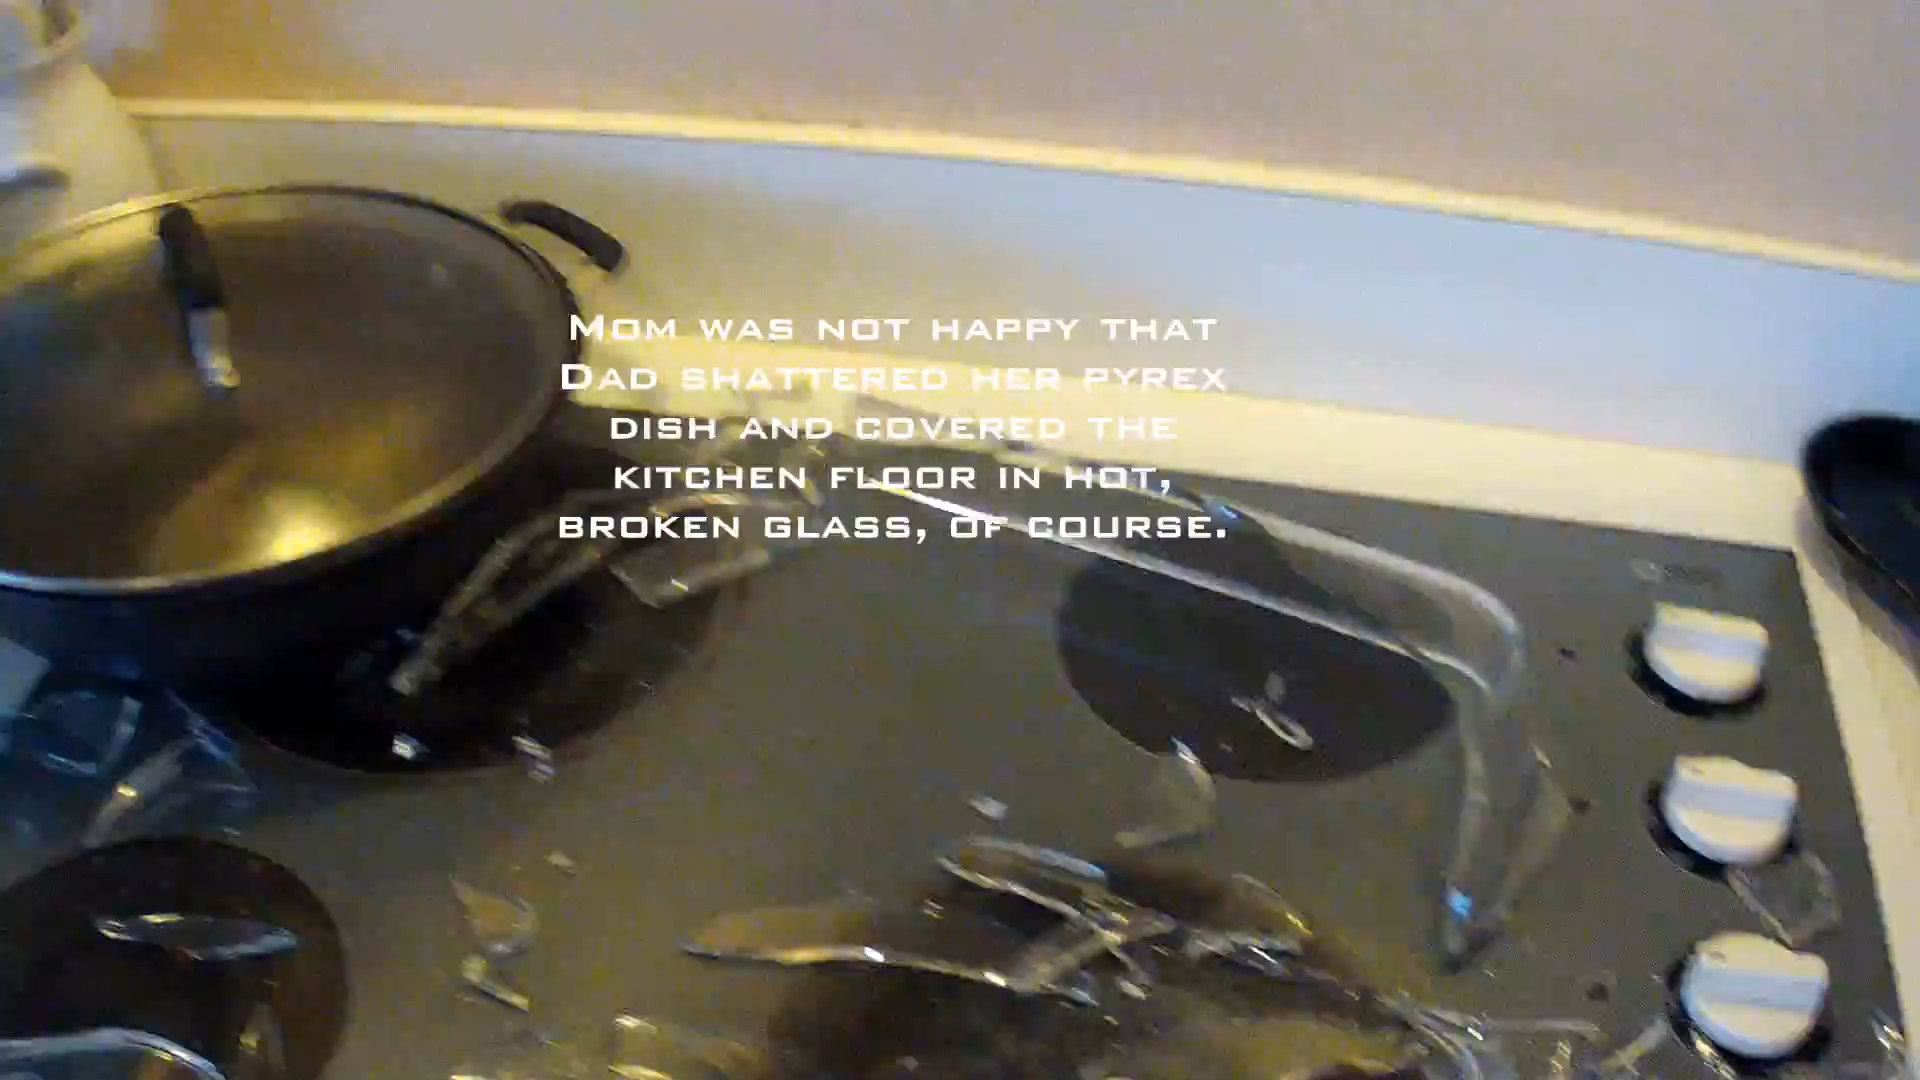 Mom was not happy that
Dad shattered her pyrex
dish and covered the
kitchen floor in hot,
broken glass, of course.